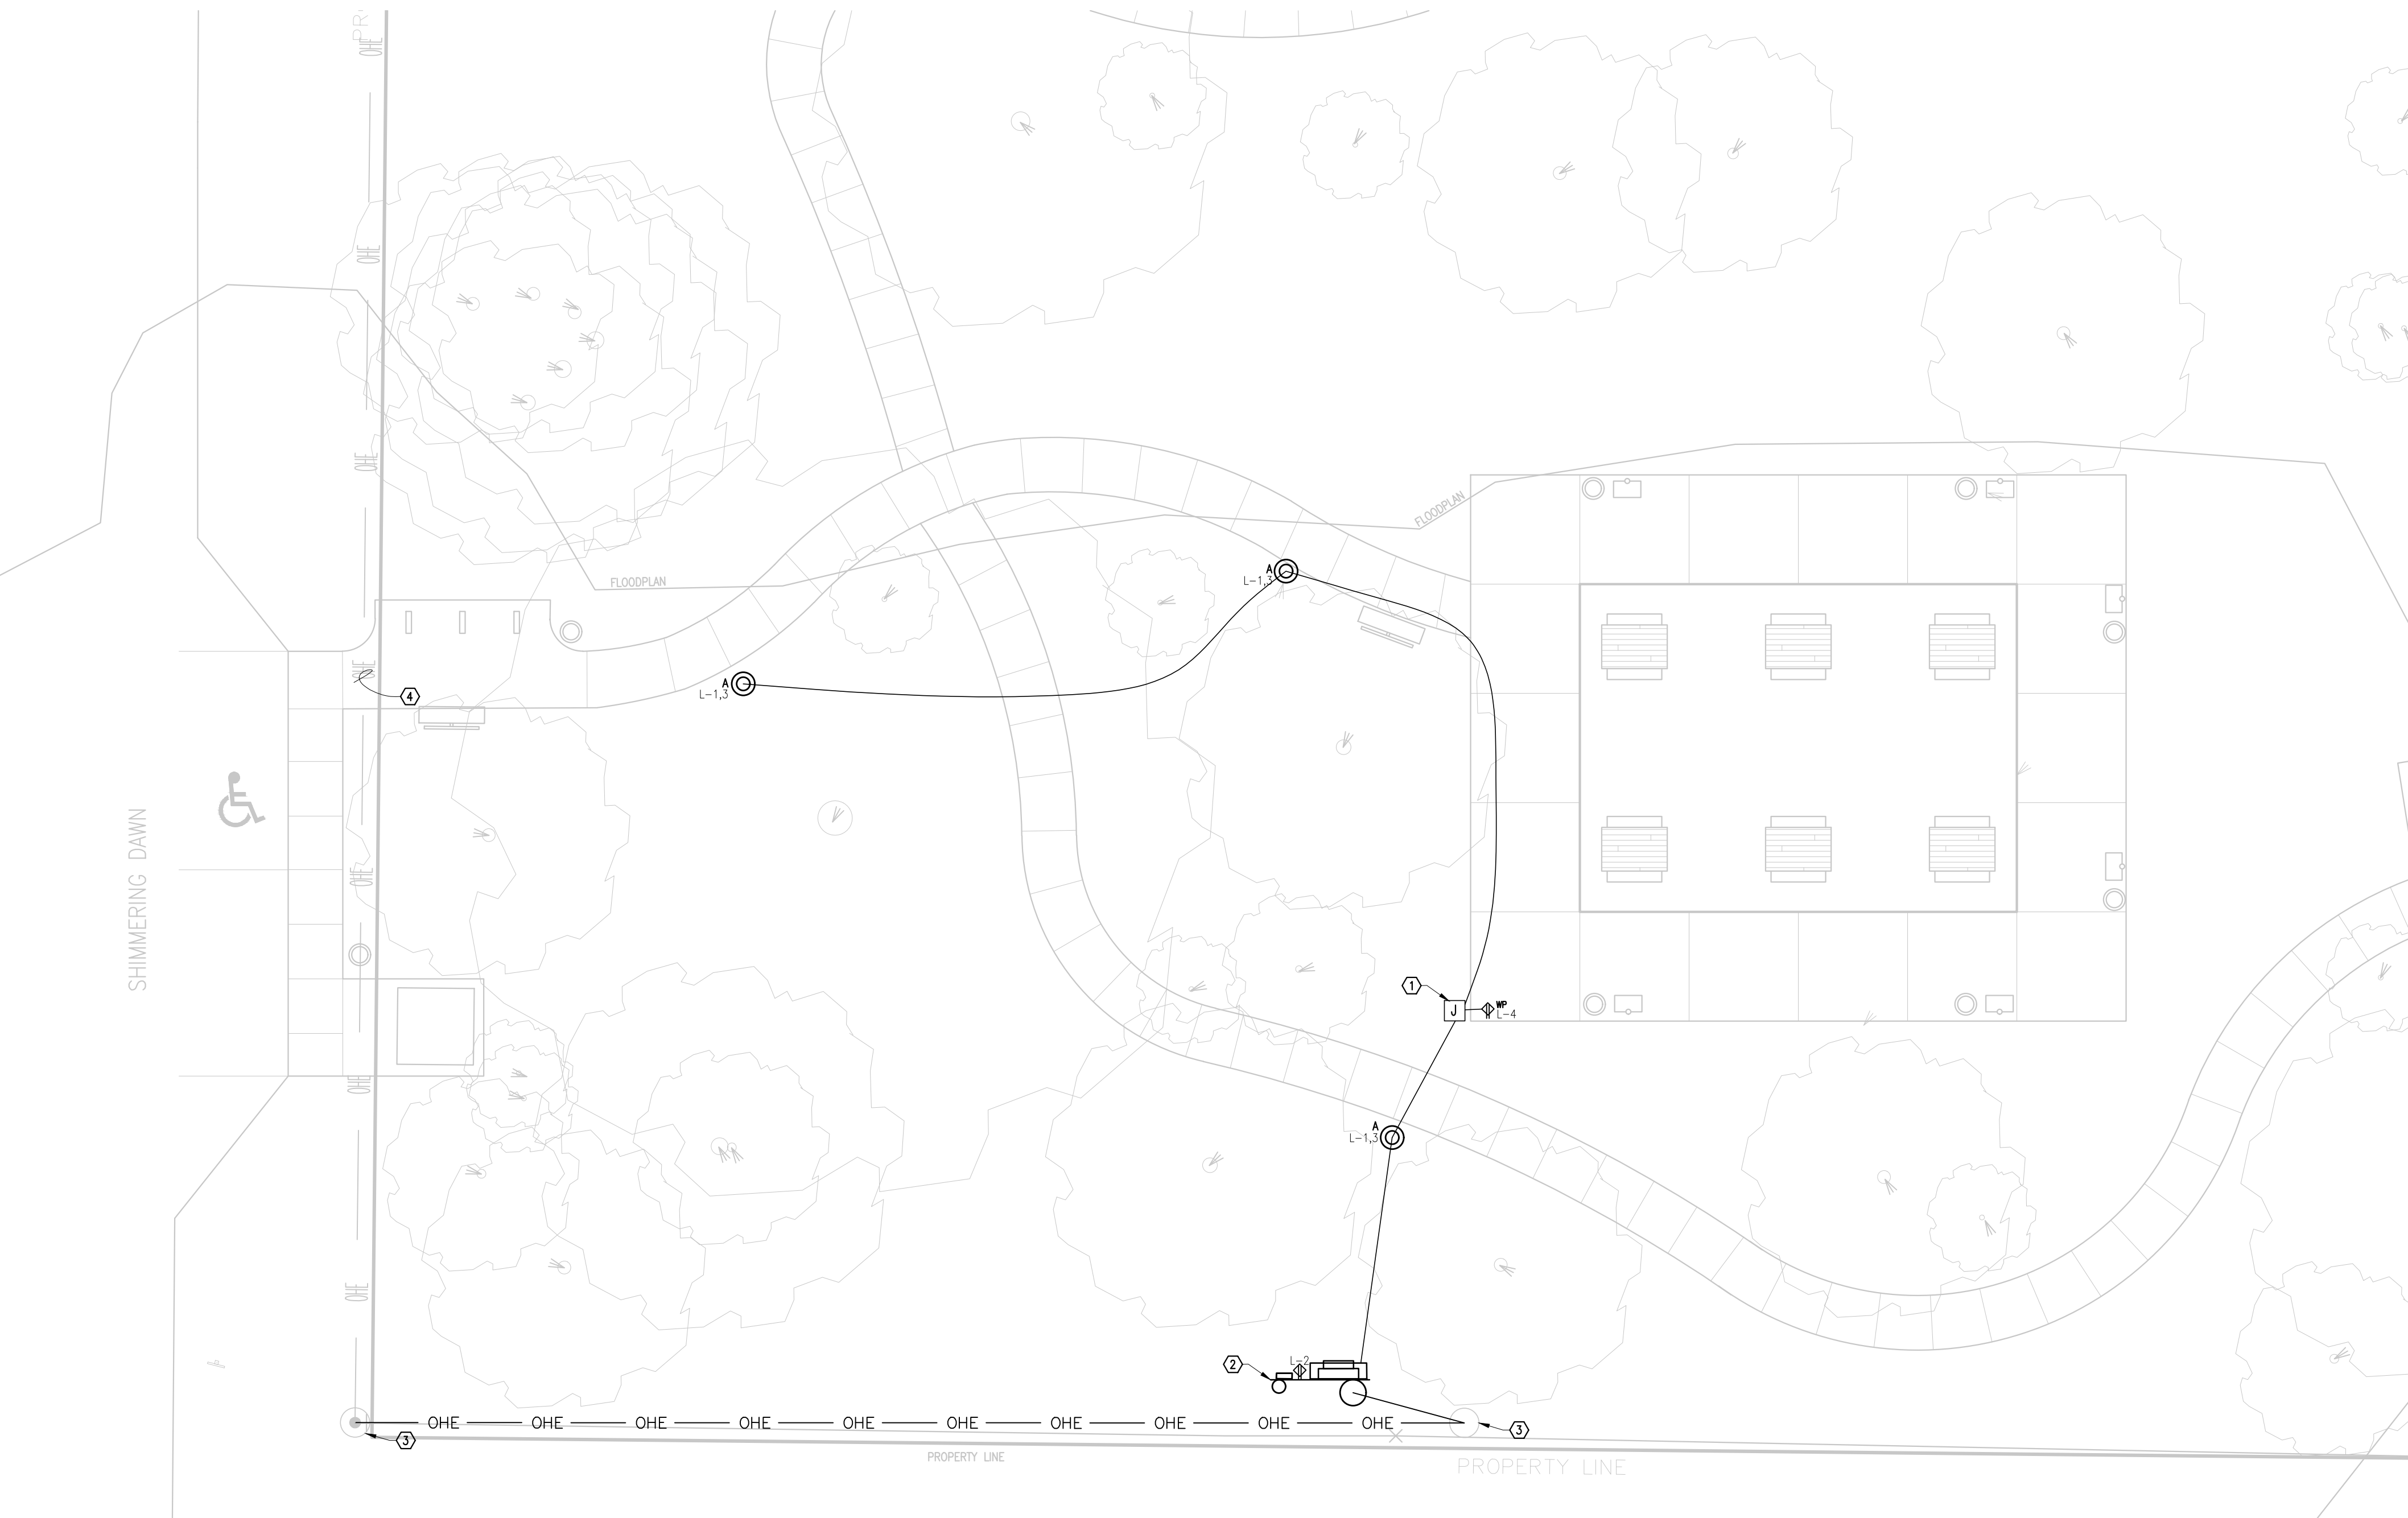 PR
OHE
OHE
OHE
FLOODPLAN
FLOODPLAN
A
L-1,3
OHE
4
A
L-1,3
SHIMMERING DAWN
OHE
1
J
WP
L-4
OHE
A
L-1,3
OHE
2
L-2
3
OHE OHE OHE OHE OHE OHE OHE OHE OHE OHE
3
PROPERTY LINE
PROPERTY LINE